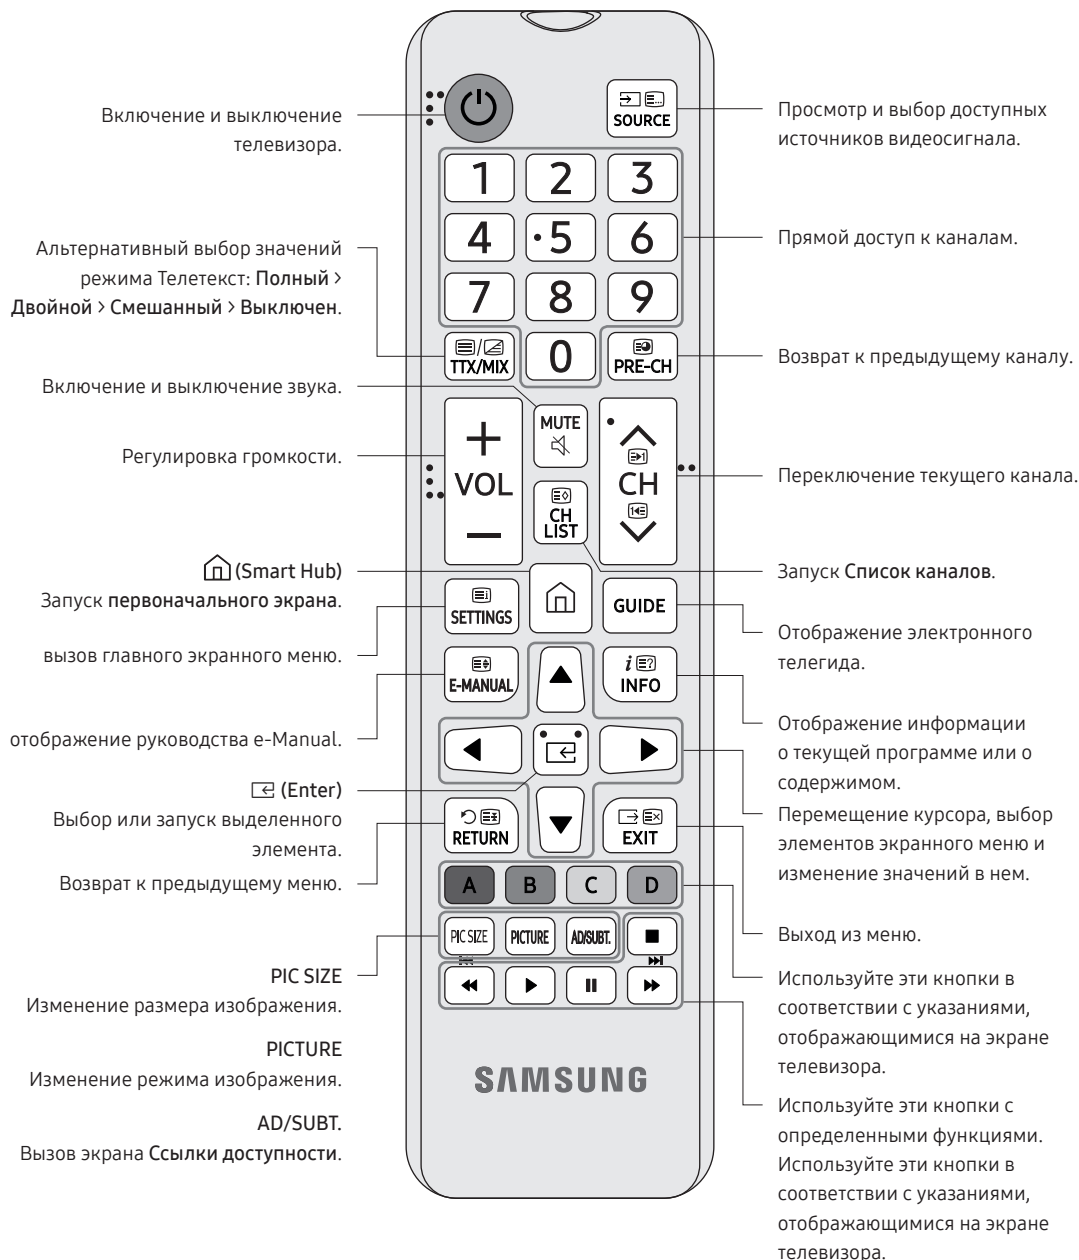 Включение и выключение
телевизора.
Альтернативный выбор значений
режима Телетекст: Полный >
Двойной > Смешанный > Выключен.
Включение и выключение звука.
Регулировка громкости.
(Smart Hub)
Запуск первоначального экрана.
вызов главного экранного меню.
отображение руководства e-Manual.
(Enter)
Выбор или запуск выделенного
элемента.
Возврат к предыдущему меню.
PIC SIZE
Изменение размера изображения.
PICTURE
Изменение режима изображения.
AD/SUBT.
Вызов экрана Ссылки доступности.
SOURCE
1 2 3
4 5 6
7 8 9
TTX/MIX 0 PRE-CH
MUTE
VOL CH
CH
LIST
SETTINGS GUIDE
E-MANUAL INFO
RETURN EXIT
A B C D
PIC SIZE PICTURE AD/SUBT.
SAMSUNG
Просмотр и выбор доступных
источников видеосигнала.
Прямой доступ к каналам.
Возврат к предыдущему каналу.
Переключение текущего канала.
Запуск Список каналов.
Отображение электронного
телегида.
Отображение информации
о текущей программе или о
содержимом.
Перемещение курсора, выбор
элементов экранного меню и
изменение значений в нем.
Выход из меню.
Используйте эти кнопки в
соответствии с указаниями,
отображающимися на экране
телевизора.
Используйте эти кнопки с
определенными функциями.
Используйте эти кнопки в
соответствии с указаниями,
отображающимися на экране
телевизора.